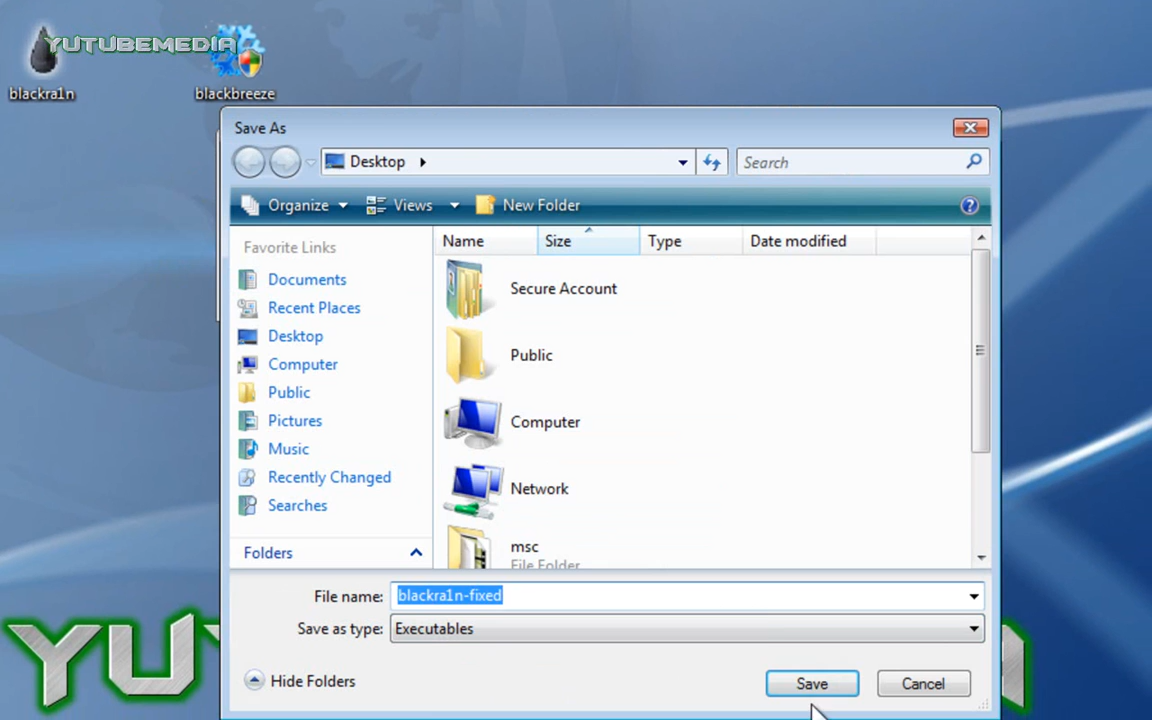 YUTUBEMEDIA
blackra1n
blackbreeze
Save As
Desktop
Search
Organize
Views
New Folder
Favorite Links
Documents
Recent Places
Desktop
Computer
Public
Pictures
Music
Recently Changed
Searches
Folders
Name
Size
Type
Date modified
Secure Account
Public
Computer
Network
msc
File Folder
File name:
blackra1n-fixed
Save as type:
Executables
Hide Folders
Save
Cancel